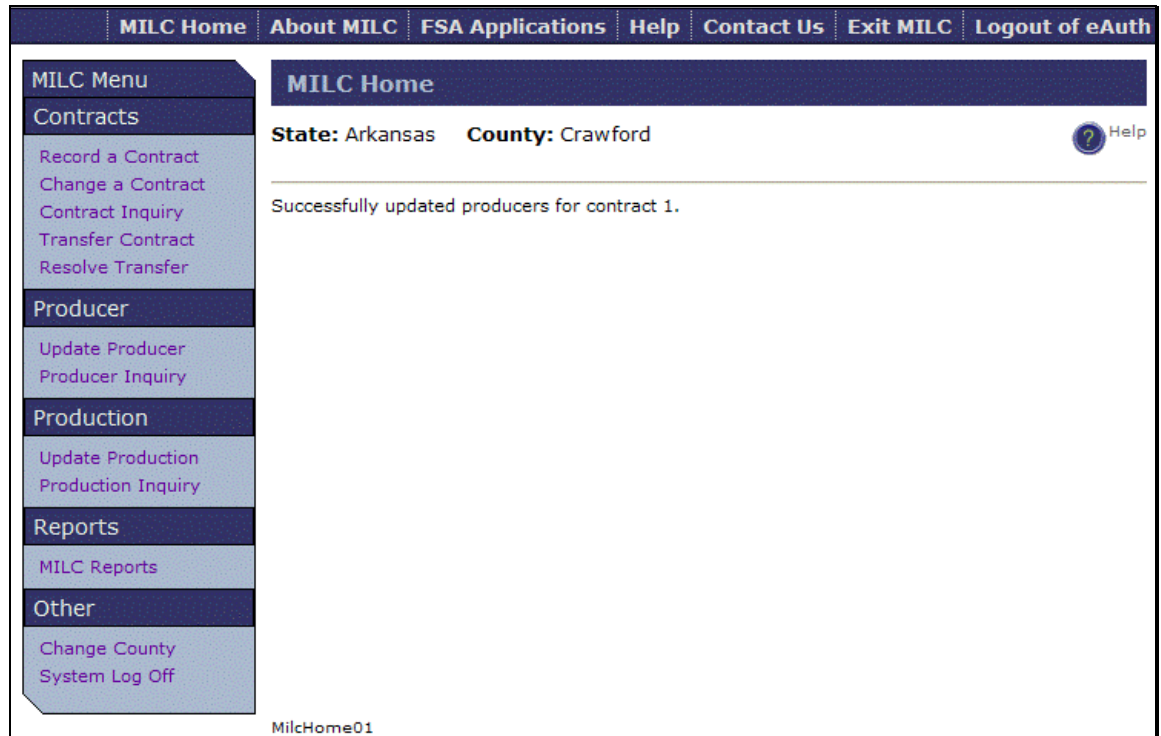 MILC Home About MILC FSA Applications Help Contact Us Exit MILC Logout of eAuth
MILC Menu
Contracts
Record a Contract
Change a Contract
Contract Inquiry
Transfer Contract
Resolve Transfer
Producer
Update Producer
Producer Inquiry
Production
Update Production
Production Inquiry
Reports
MILC Reports
Other
Change County
System Log Off
MILC Home
State: Arkansas County: Crawford
? Help
Successfully updated producers for contract 1.
MilcHome01